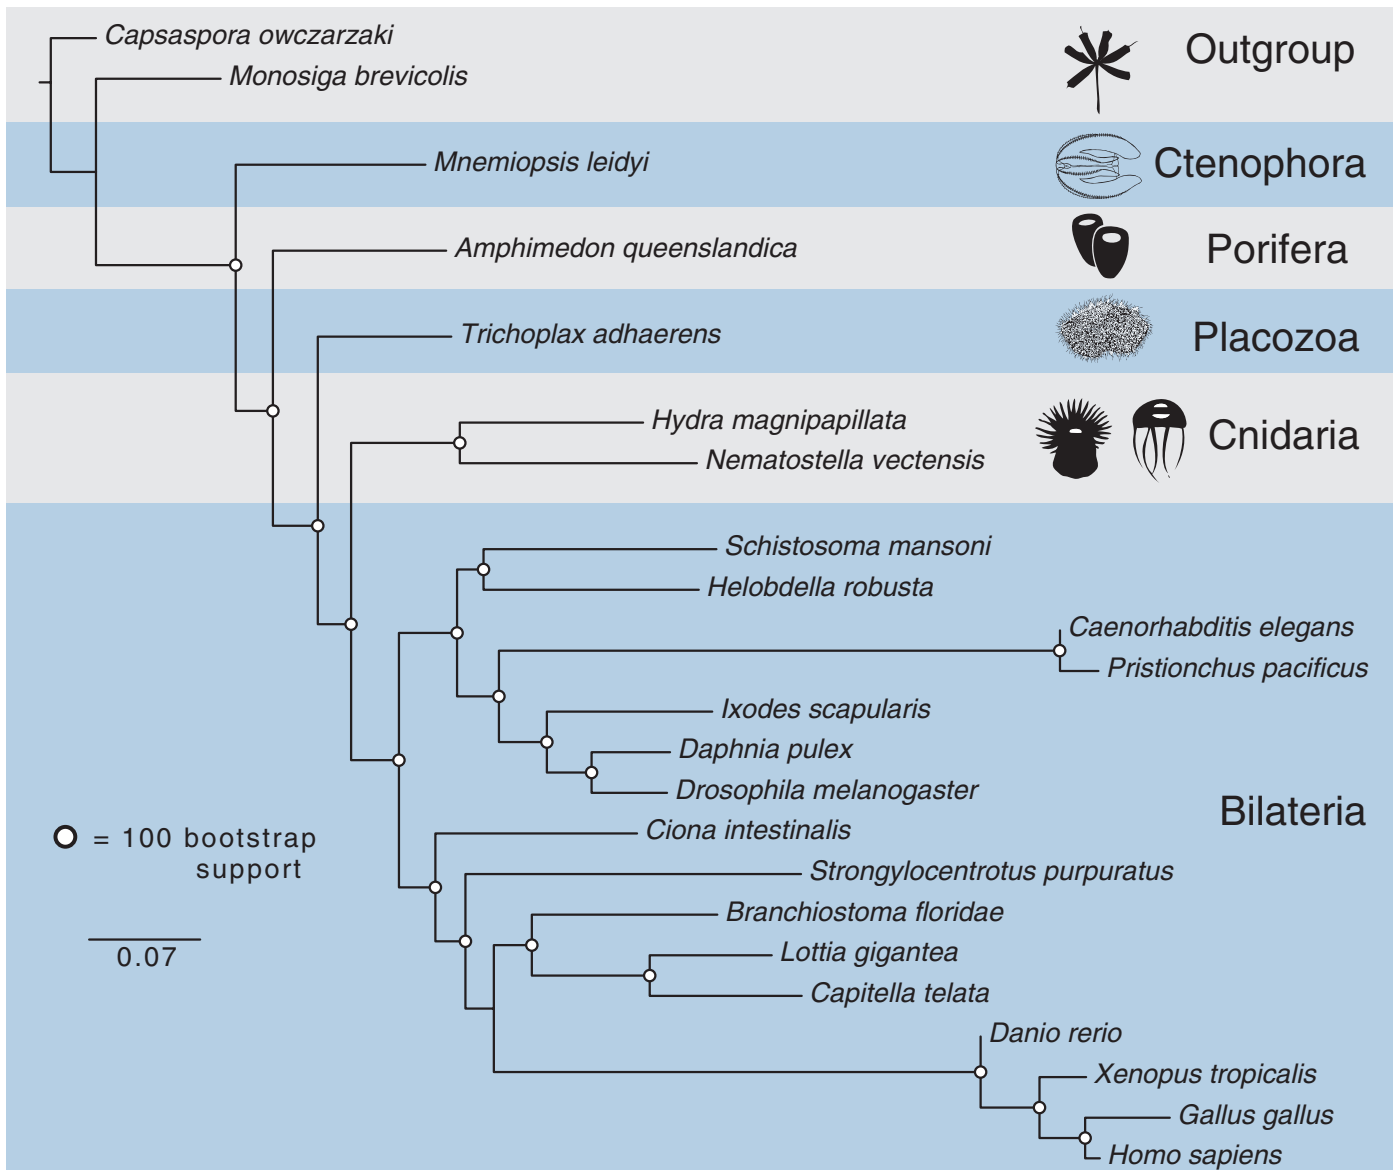 Capsaspora owczarzaki
Outgroup
Monosiga brevicolis
Mnemiopsis leidyi
Ctenophora
Amphimedon queenslandica
Porifera
Trichoplax adhaerens
Placozoa
Hydra magnipapillata
Cnidaria
Nematostella vectensis
Schistosoma mansoni
Helobdella robusta
Caenorhabditis elegans
Pristionchus pacificus
Ixodes scapularis
Daphnia pulex
Drosophila melanogaster
Bilateria
Ciona intestinalis
= 100 bootstrap
support
Strongylocentrotus purpuratus
Branchiostoma floridae
Lottia gigantea
0.07
Capitella telata
Danio rerio
Xenopus tropicalis
Gallus gallus
Homo sapiens